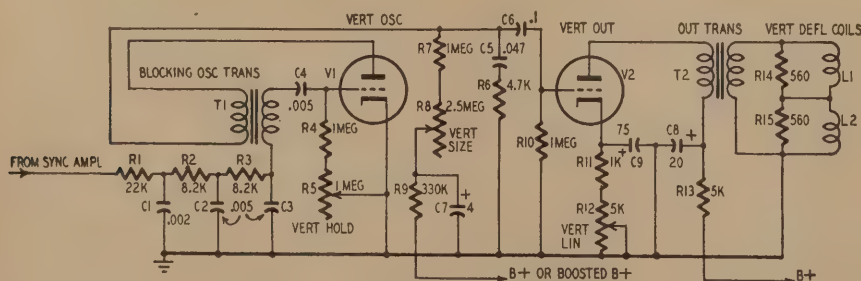 VERT OSC
C6
.1
VERT OUT
OUT TRANS
VERT DEFL COILS
R7
1MEG
C5
.047
BLOCKING OSC TRANS
C4
V1
V2
T2
R14
560
L1
T1
.005
R6
4.7K
R8
2.5MEG
R4
1MEG
VERT
SIZE
R10
1MEG
R15
560
L2
75
C8
FROM SYNC AMPL
R1
R2
R3
R5
1MEG
R9
330K
R11
1K
C9
20
22K
8.2K
8.2K
R12
5K
R13
5K
C1
.002
C2
.005
C3
VERT HOLD
C7
4
VERT
LIN
B+ OR BOOSTED B+
B+